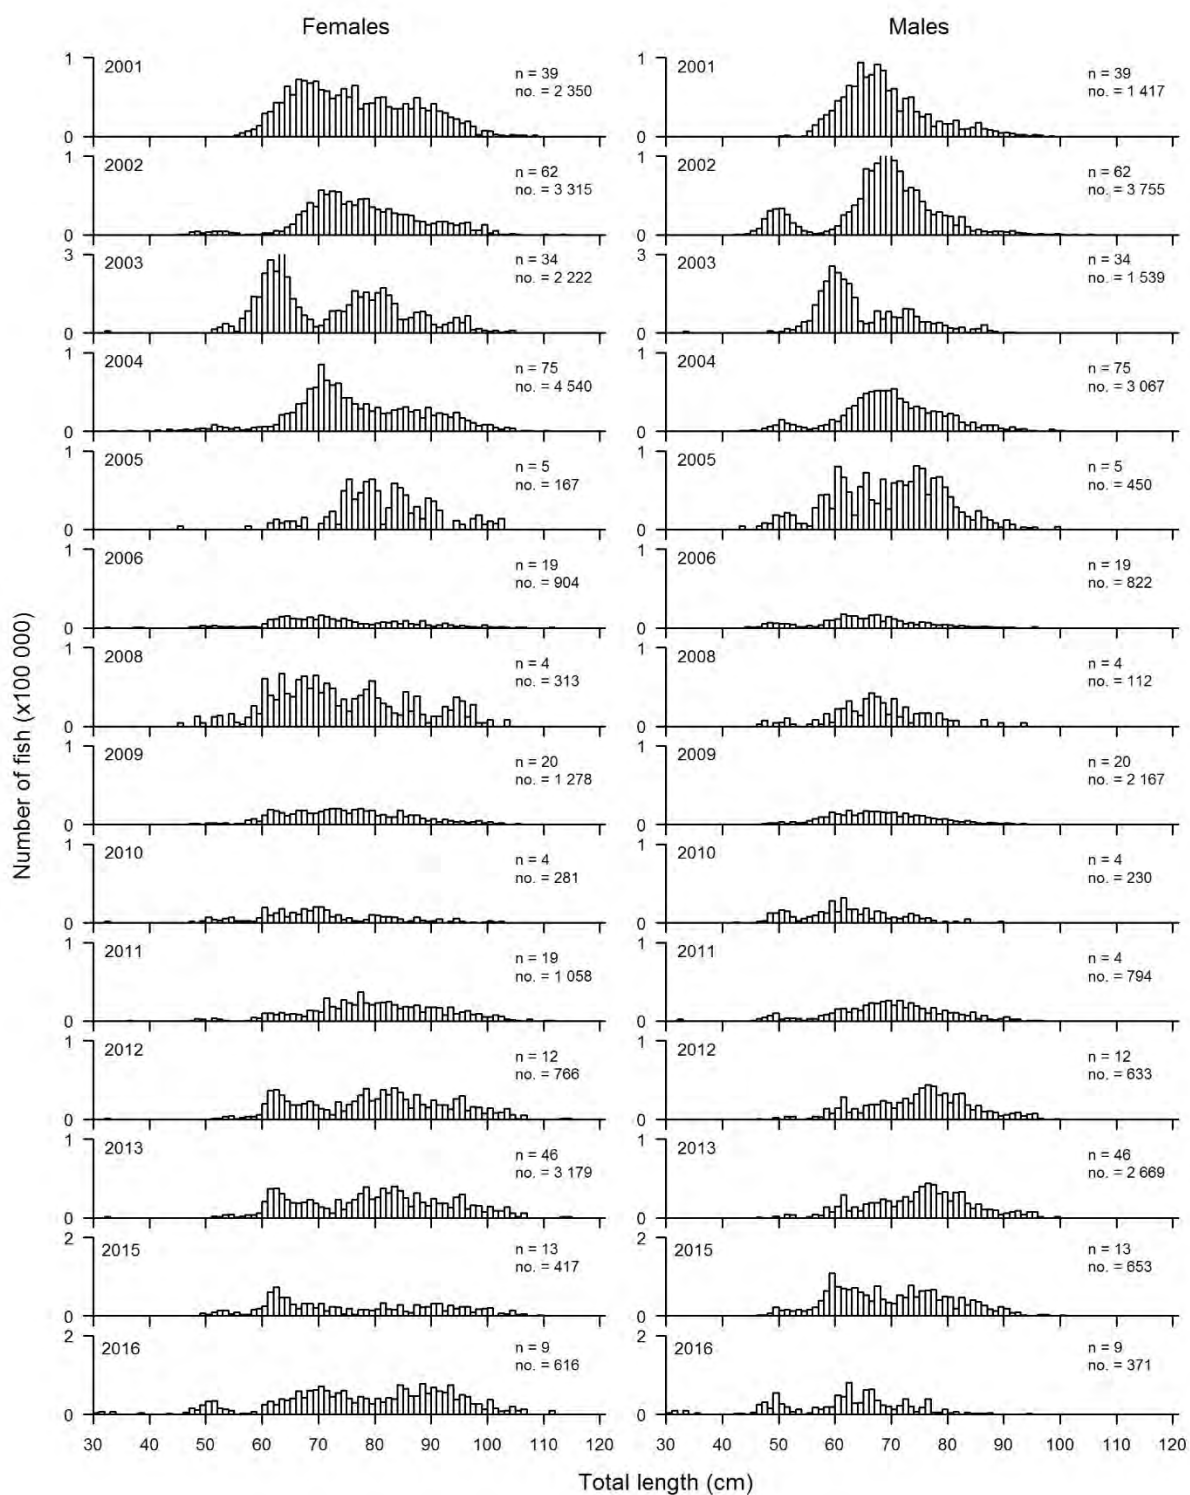 Females Males
1 2001 n = 39 2001 n = 39
no. = 2 350 1 no. = 1 417
0 0
1 2002 n = 62 1 2002 n = 62
no. = 3 315 no. = 3 755
0 0
3 2003 n = 34 3 2003 n = 34
no. = 2 222 no. = 1 539
0 0
1 2004 n = 75 1 2004 n = 75
no. = 4 540 no. = 3 067
0 0
1 2005 n = 5 1 2005 n = 5
no. = 167 no. = 450
0 0
1 2006 n = 19 1 2006 n = 19
no. = 904 no. = 822
0 0
1 2008 n = 4 1 2008 n = 4
no. = 313 no. = 112
0 0
1 2009 n = 20 1 2009 n = 20
no. = 1 278 no. = 2 167
0 0
1 2010 n = 4 1 2010 n = 4
no. = 281 no. = 230
0 0
1 2011 n = 19 1 2011 n = 4
no. = 1 058 no. = 794
0 0
1 2012 n = 12 1 2012 n = 12
no. = 766 no. = 633
0 0
1 2013 n = 46 1 2013 n = 46
no. = 3 179 no. = 2 669
0 0
2 2015 n = 13 2 2015 n = 13
no. = 417 no. = 653
0 0
2 2016 n = 9 2 2016 n = 9
no. = 616 no. = 371
0 0
30 40 50 60 70 80 90 100 120 30 40 50 60 70 80 90 100 110 120
Number of fish (x100 000)
Total length (cm)